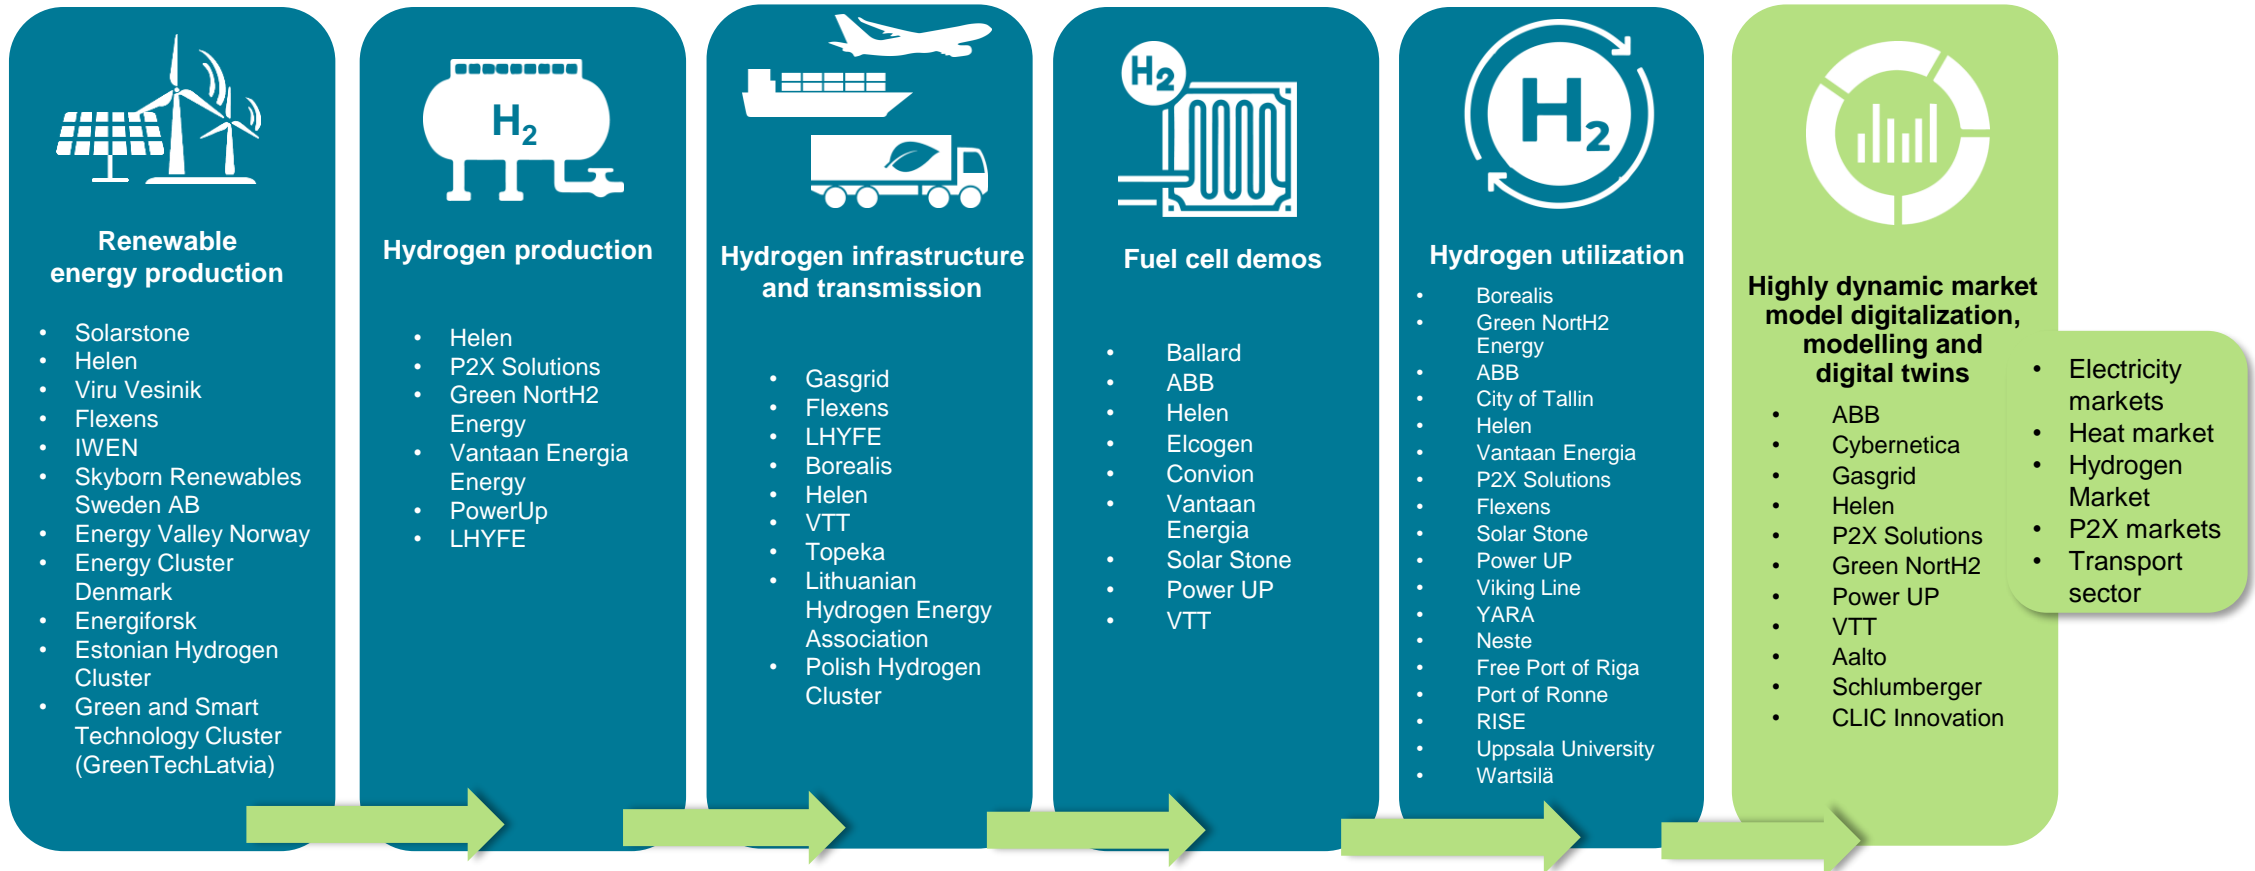 Renewable
energy production
• Solarstone
• Helen
• Viru Vesinik
• Flexens
• IWEN
• Skyborn Renewables
Sweden AB
• Energy Valley Norway
• Energy Cluster
Denmark
• Energiforsk
• Estonian Hydrogen
Cluster
• Green and Smart
Technology Cluster
(GreenTechLatvia)
H2
Hydrogen production
• Helen
• P2X Solutions
• Green NortH2
Energy
• Vantaan Energia
Energy
• PowerUp
• LHYFE
Hydrogen infrastructure
and transmission
• Gasgrid
• Flexens
• LHYFE
• Borealis
• Helen
• VTT
• Topeka
• Lithuanian
Hydrogen Energy
Association
• Polish Hydrogen
Cluster
H2
Fuel cell demos
• Ballard
• ABB
• Helen
• Elcogen
• Convion
• Vantaan
Energia
• Solar Stone
• Power UP
• VTT
H2
Hydrogen utilization
• Borealis
• Green NortH2
Energy
• ABB
• City of Tallin
• Helen
• Vantaan Energia
• P2X Solutions
• Flexens
• Solar Stone
• Power UP
• Viking Line
• YARA
• Neste
• Free Port of Riga
• Port of Ronne
• RISE
• Uppsala University
• Wartsilä
Highly dynamic market
model digitalization,
modelling and
digital twins
• ABB
• Cybernetica
• Gasgrid
• Helen
• P2X Solutions
• Green NortH2
• Power UP
• VTT
• Aalto
• Schlumberger
• CLIC Innovation
• Electricity
markets
• Heat market
• Hydrogen
Market
• P2X markets
• Transport
sector